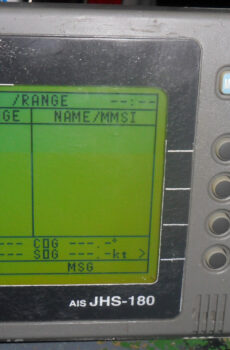 /RANGE --:--
GE NAME/MMSI
--- COG ---.-°
--- SOG ---.-kt >
MSG
AIS JHS-180